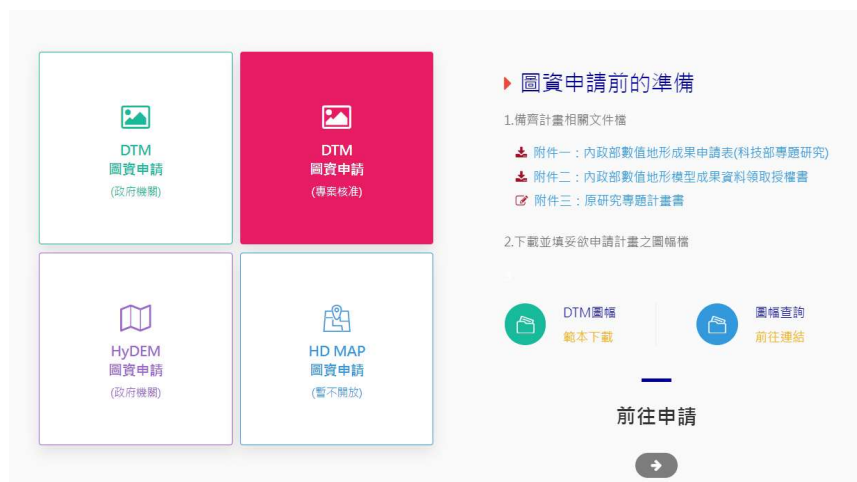 DTM
圖資申請
(政府機關)
DTM
圖資申請
(專案核准)
HyDEM
圖資申請
(政府機關)
HD MAP
圖資申請
(暫不開放)
圖資申請前的準備
1.備齊計畫相關文件檔
附件一：內政部數值地形成果申請表(科技部專題研究)
附件二：內政部數值地形模型成果資料領取授權書
附件三：原研究專題計畫書
2.下載並填妥欲申請計畫之圖幅檔
DTM圖幅
範本下載
圖幅查詢
前往連結
前往申請